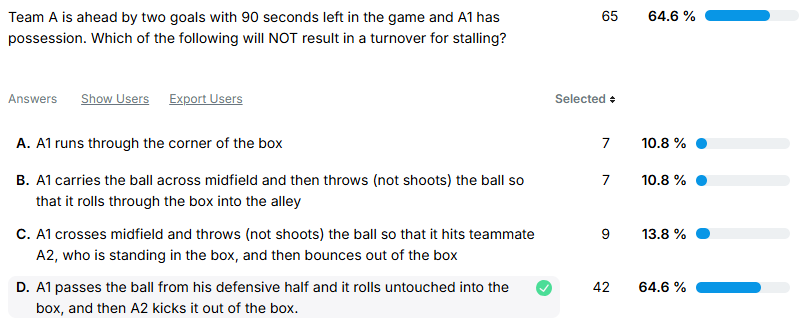 Team A is ahead by two goals with 90 seconds left in the game and A1 has 65 64.6 %
possession. Which of the following will NOT result in a turnover for stalling?
Answers Show Users Export Users Selected
A. A1 runs through the corner of the box 7 10.8 %
B. A1 carries the ball across midfield and then throws (not shoots) the ball so 7 10.8 %
that it rolls through the box into the alley
C. A1 crosses midfield and throws (not shoots) the ball so that it hits teammate 9 13.8 %
A2, who is standing in the box, and then bounces out of the box
D. A1 passes the ball from his defensive half and it rolls untouched into the 42 64.6 %
box, and then A2 kicks it out of the box.